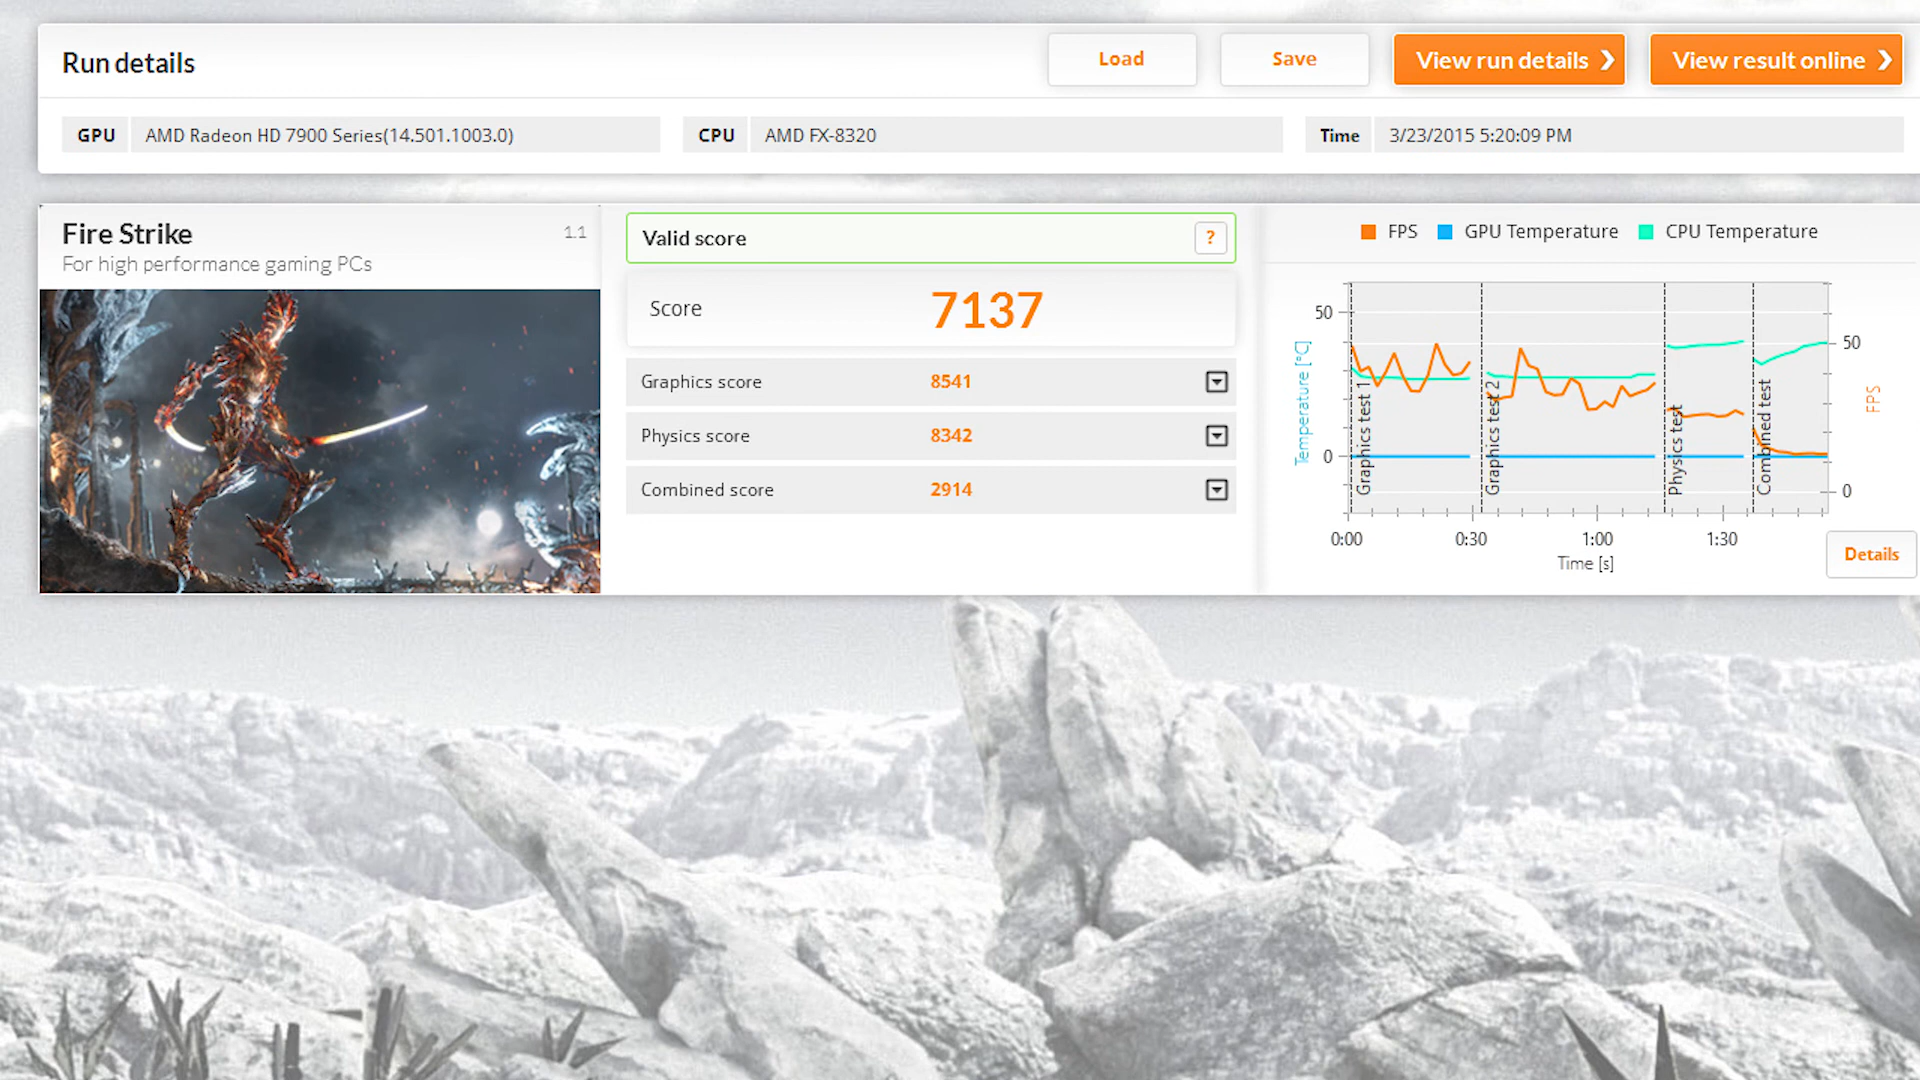 Run details
Load
Save
View run details
View result online
GPU
AMD Radeon HD 7900 Series(14.501.1003.0)
CPU
AMD FX-8320
Time
3/23/2015 5:20:09 PM
Fire Strike
1.1
For high performance gaming PCs
Valid score
?
Score
7137
Graphics score
8541
Physics score
8342
Combined score
2914
FPS
GPU Temperature
CPU Temperature
Temperature [°C]
50
0
Graphics test 1
Graphics test 2
Physics test
Combined test
50
0
FPS
0:00
0:30
1:00
1:30
Time [s]
Details